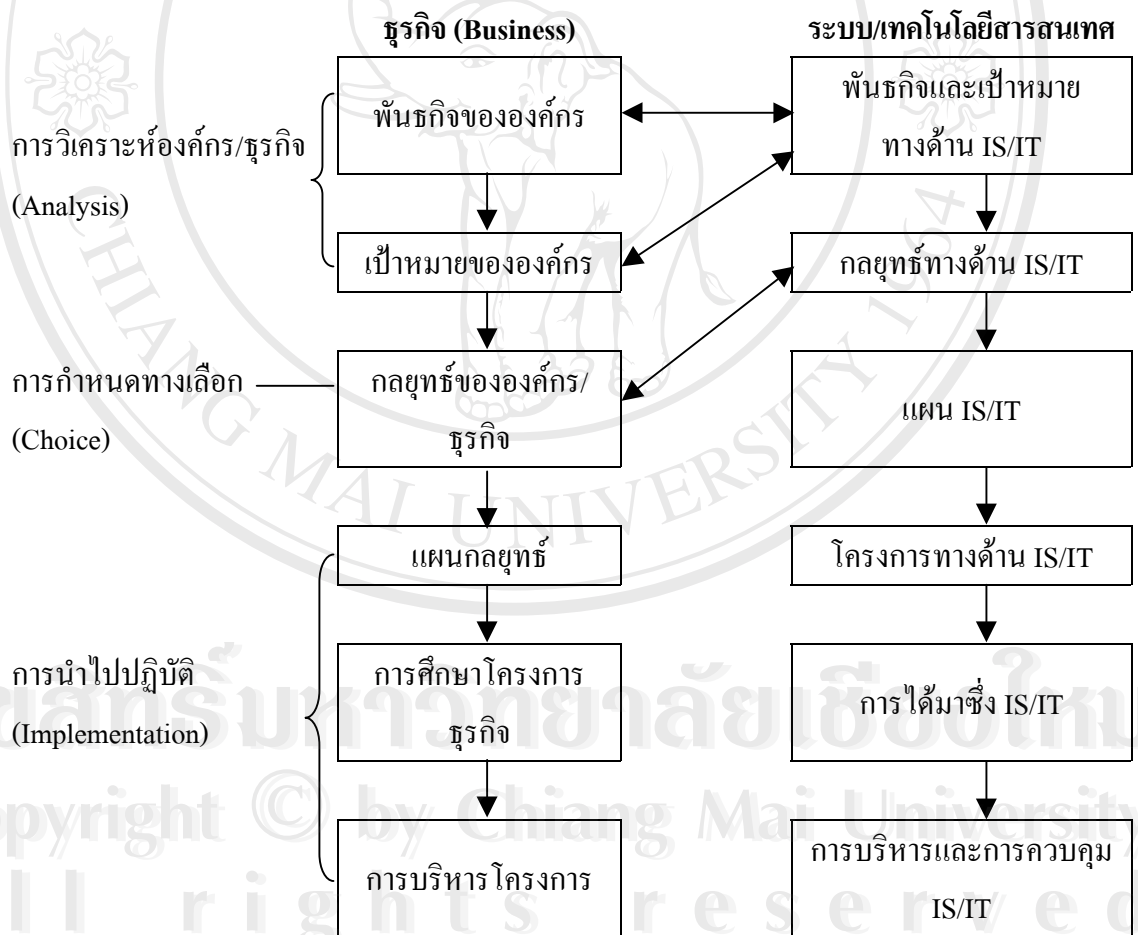 ธุรกิจ (Business)
ระบบ/เทคโนโลยีสารสนเทศ
การวิเคราะห์องค์กร/ธุรกิจ
(Analysis)
พันธกิจขององค์กร
พันธกิจและเป้าหมาย
ทางด้าน IS/IT
เป้าหมายขององค์กร
กลยุทธ์ทางด้าน IS/IT
การกำหนดทางเลือก
(Choice)
กลยุทธ์ขององค์กร/
ธุรกิจ
แผน IS/IT
แผนกลยุทธ์
โครงการทางด้าน IS/IT
การนำไปปฏิบัติ
(Implementation)
การศึกษาโครงการ
ธุรกิจ
การได้มาซึ่ง IS/IT
การบริหารโครงการ
การบริหารและการควบคุม
IS/IT
CHIANG MAI UNIVERSITY 1964
ขสิทธิ์มหาวิทยาลัยเชียงใหม
opyright © by Chiang Mai University
ll rights reserved